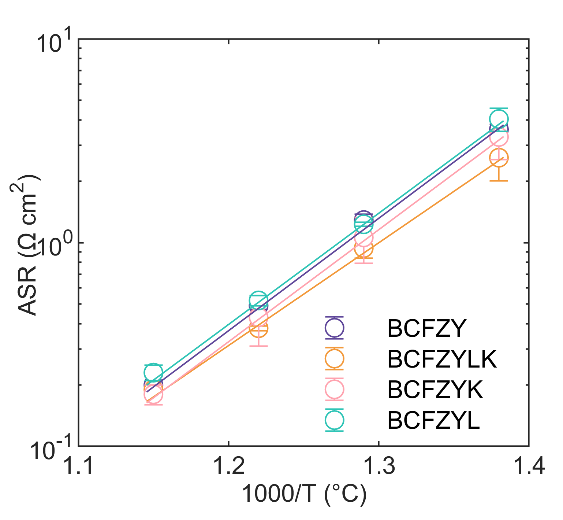 10^1
10^0
10^-1
ASR (Ω cm^2)
BCFZY
BCFZYLK
BCFZYK
BCFZYL
1.1 1.2 1.3 1.4
1000/T (°C)